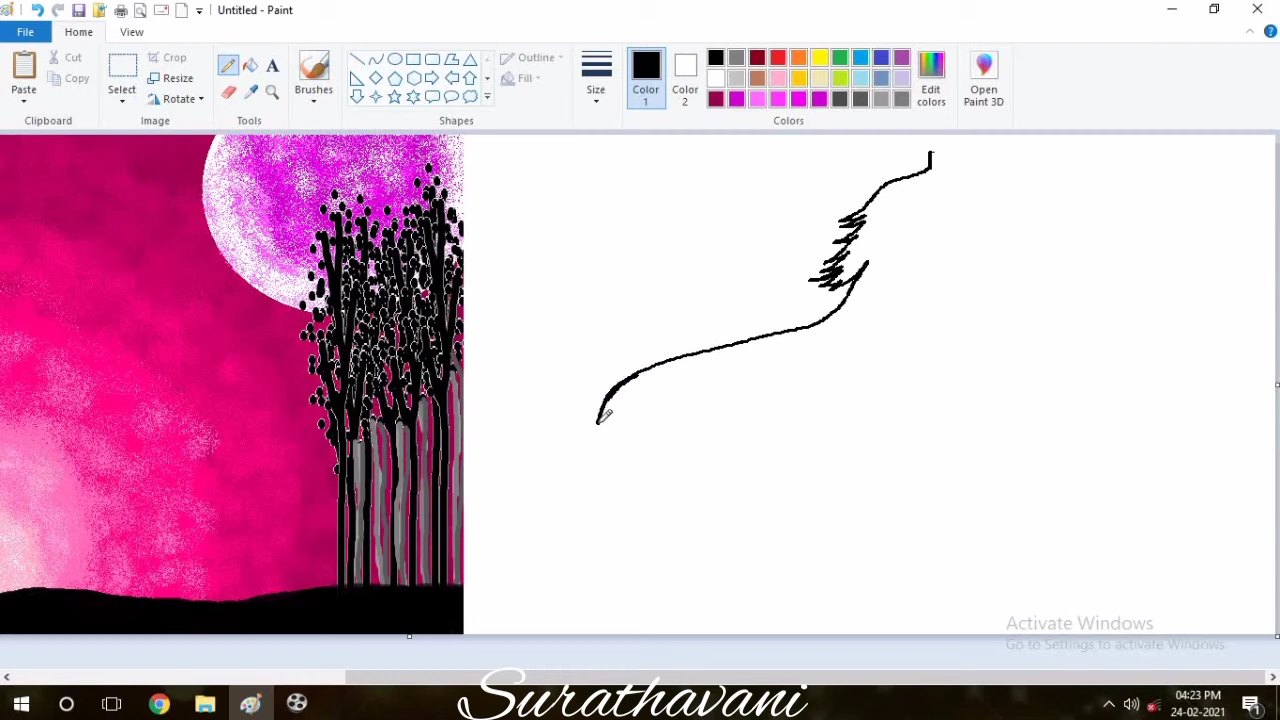 Untitled - Paint
File
Home
View
Paste
Cut
Copy
Clipboard
Select
Crop
Resize
Rotate
Image
Tools
Brushes
Shapes
Outline
Fill
Size
Color 1
Color 2
Edit colors
Colors
Open Paint 3D
Activate Windows
Go to Settings to activate Windows.
Surathavani
04:23 PM
24-02-2021
1